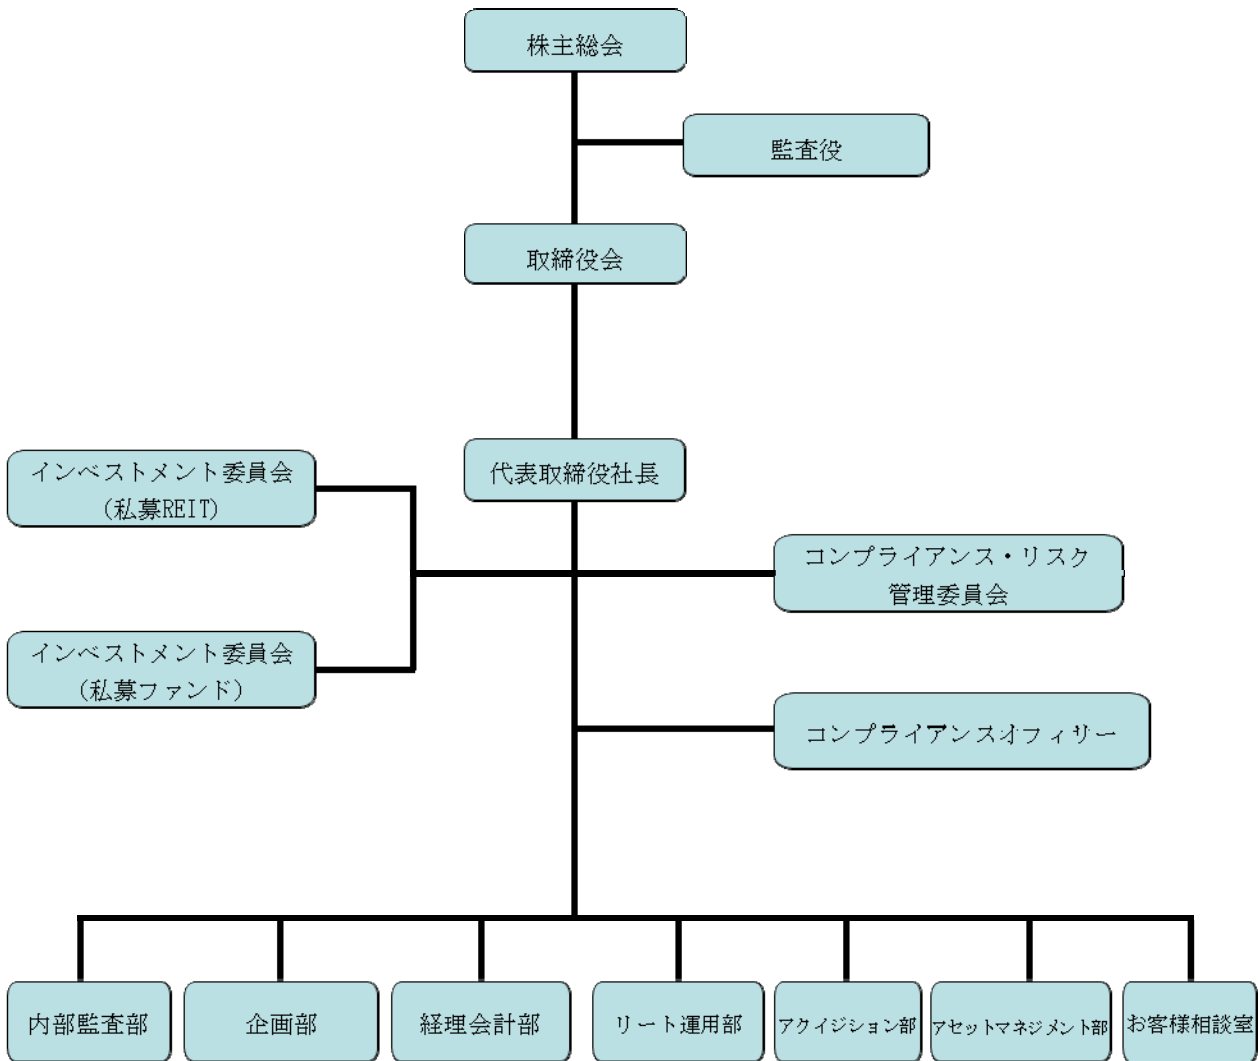 株主総会
監査役
取締役会
代表取締役社長
インベストメント委員会
(私募REIT)
コンプライアンス・リスク
管理委員会
インベストメント委員会
(私募ファンド)
コンプライアンスオフィサー
内部監査部
企画部
経理会計部
リート運用部
アクイジション部
アセットマネジメント部
お客様相談室